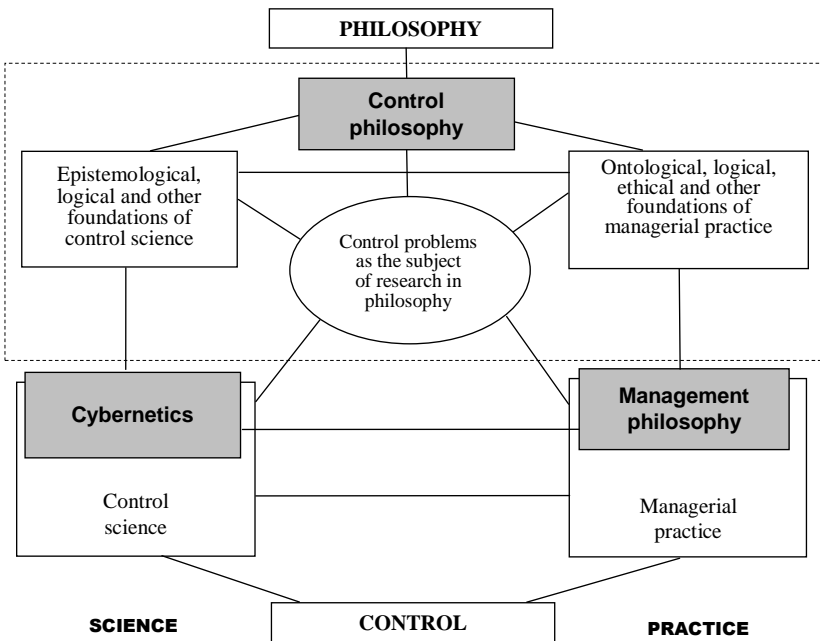 PHILOSOPHY
Control
philosophy
Epistemological,
logical and other
foundations of
control science
Ontological, logical,
ethical and other
foundations of
managerial practice
Control problems
as the subject
of research in
philosophy
Cybernetics
Management
philosophy
Control
science
Managerial
practice
SCIENCE
CONTROL
PRACTICE